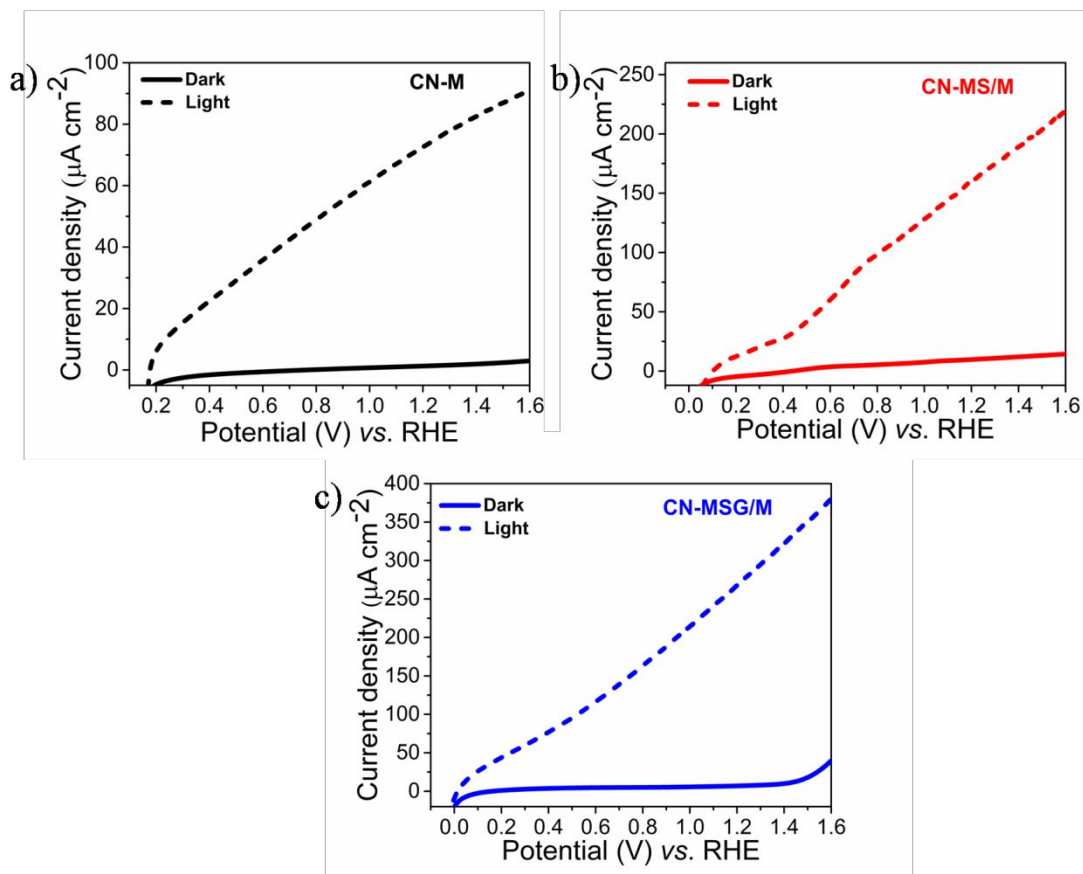 a)
CN-M
Dark
Light
Current density (μA cm-2)
100
80
60
40
20
0
0.2 0.4 0.6 0.8 1.0 1.2 1.4 1.6
Potential (V) vs. RHE
b)
CN-MS/M
Dark
Light
Current density (μA cm-2)
250
200
150
100
50
0
0.0 0.2 0.4 0.6 0.8 1.0 1.2 1.4 1.6
Potential (V) vs. RHE
c)
CN-MSG/M
Dark
Light
Current density (μA cm-2)
400
350
300
250
200
150
100
50
0
0.0 0.2 0.4 0.6 0.8 1.0 1.2 1.4 1.6
Potential (V) vs. RHE